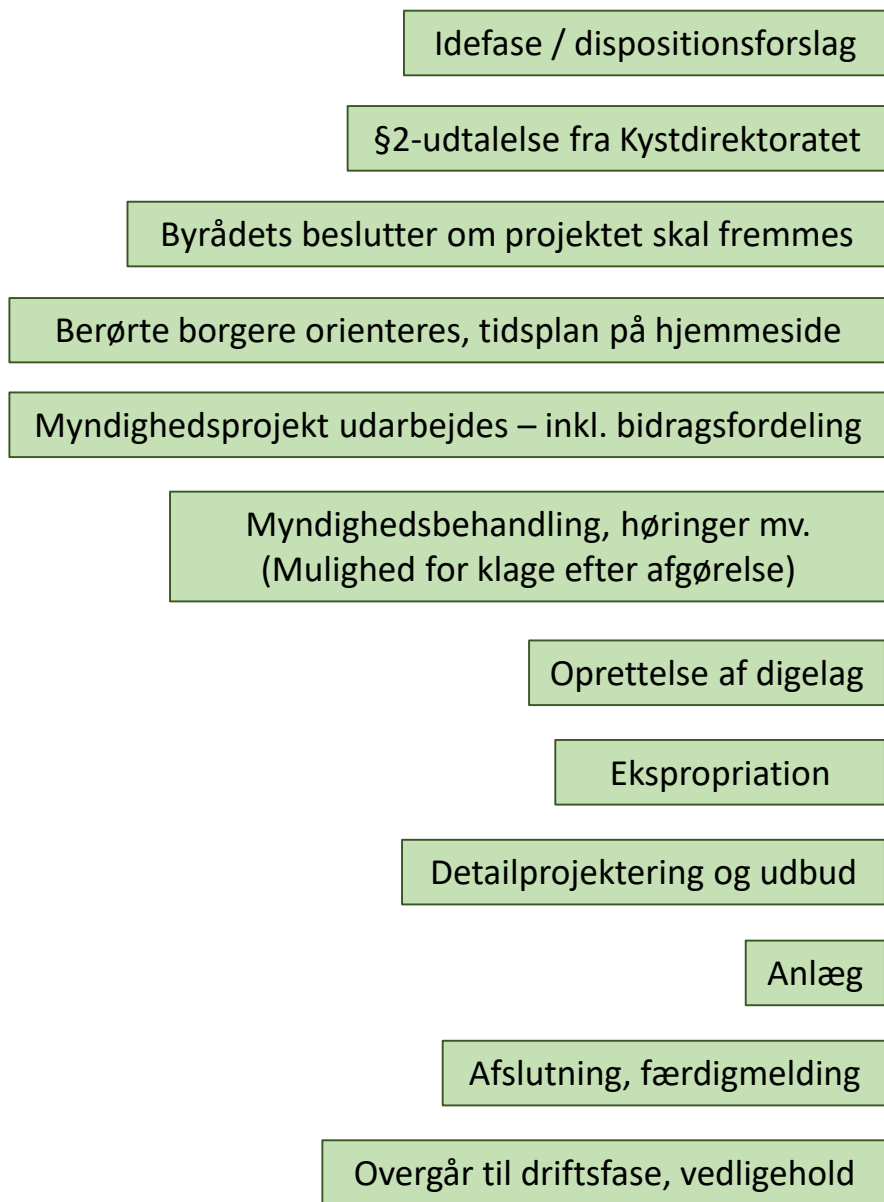 Idefase / dispositionsforslag
§2-udtalelse fra Kystdirektoratet
Byrådets beslutter om projektet skal fremmes
Berørte borgere orienteres, tidsplan på hjemmeside
Myndighedsprojekt udarbejdes – inkl. bidragsfordeling
Myndighedsbehandling, høringer mv.
(Mulighed for klage efter afgørelse)
Oprettelse af digelag
Ekspropriation
Detailprojektering og udbud
Anlæg
Afslutning, færdigmelding
Overgår til driftsfase, vedligehold